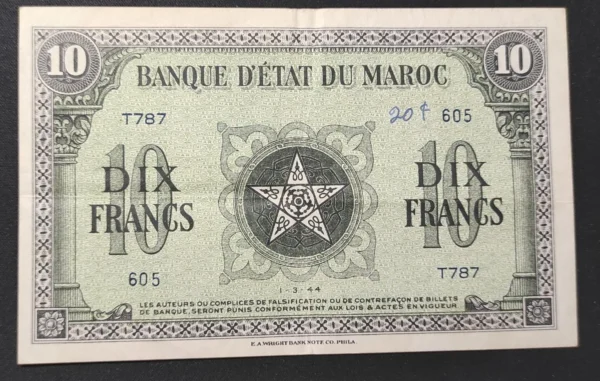 10 10
BANQUE D'ÉTAT DU MAROC
T787 20¢ 605
10 10
DIX DIX
FRANCS FRANCS
605 T787
1-3-44
LES AUTEURS OU COMPLICES DE FALSIFICATION OU DE CONTREFAÇON DE BILLETS
DE BANQUE, SERONT PUNIS CONFORMÉMENT AUX LOIS & ACTES EN VIGUEUR
E.A WRIGHT BANK NOTE CO. PHILA.